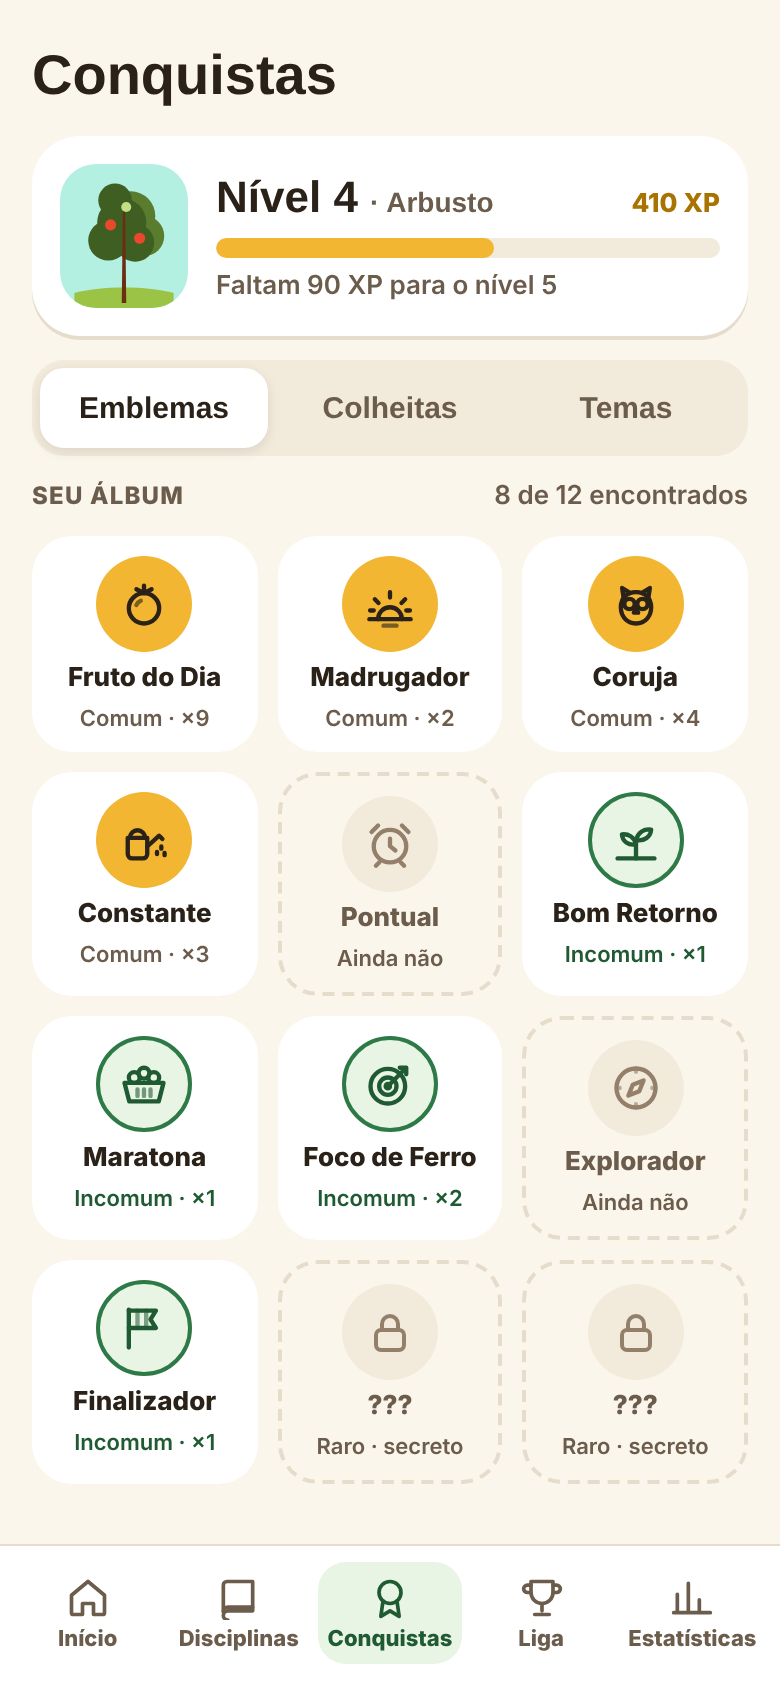 Conquistas
Nível 4 · Arbusto 410 XP
Faltam 90 XP para o nível 5
Emblemas Colheitas Temas
SEU ÁLBUM 8 de 12 encontrados
Fruto do Dia Madrugador Coruja
Comum · ×9 Comum · ×2 Comum · ×4
Constante Pontual Bom Retorno
Comum · ×3 Ainda não Incomum · ×1
Maratona Foco de Ferro Explorador
Incomum · ×1 Incomum · ×2 Ainda não
Finalizador ??? ???
Incomum · ×1 Raro · secreto Raro · secreto
Início Disciplinas Conquistas Liga Estatísticas